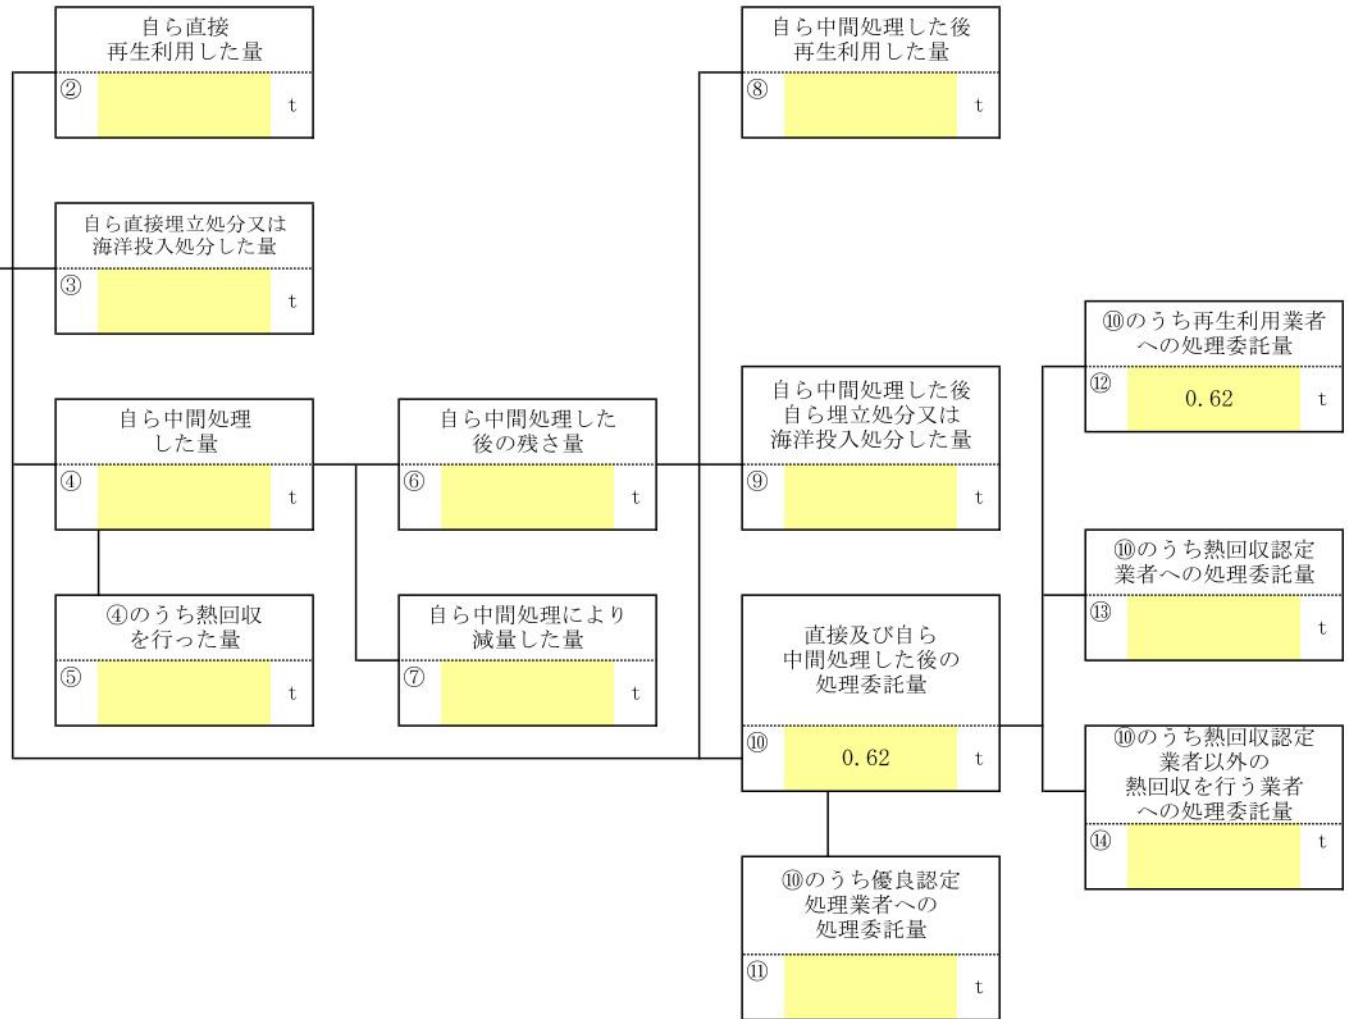 自ら直接
再生利用した量
②
t
自ら中間処理した後
再生利用した量
⑧
t
自ら直接埋立処分又は
海洋投入処分した量
③
t
⑩のうち再生利用業者
への処理委託量
⑫
0.62
t
自ら中間処理
した量
④
t
自ら中間処理した
後の残さ量
⑥
t
自ら中間処理した後
自ら埋立処分又は
海洋投入処分した量
⑨
t
⑩のうち熱回収認定
業者への処理委託量
⑬
t
④のうち熱回収
を行った量
⑤
t
自ら中間処理により
減量した量
⑦
t
直接及び自ら
中間処理した後の
処理委託量
⑩
0.62
t
⑩のうち熱回収認定
業者以外の
熱回収を行う業者
への処理委託量
⑭
t
⑩のうち優良認定
処理業者への
処理委託量
⑪
t